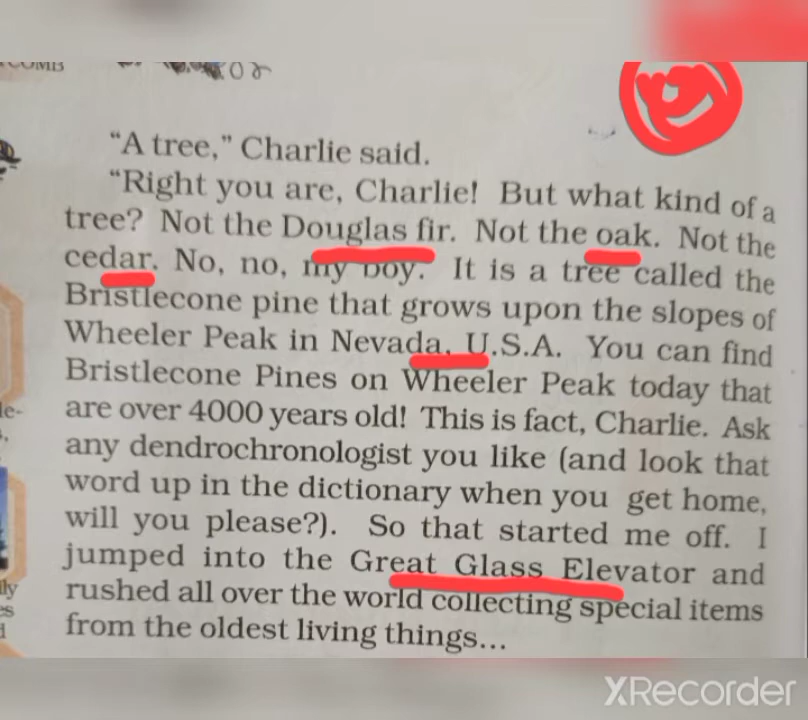 COMB
"A tree," Charlie said.
"Right you are, Charlie! But what kind of a
tree? Not the Douglas fir. Not the oak. Not the
cedar. No, no, my boy. It is a tree called the
Bristlecone pine that grows upon the slopes of
Wheeler Peak in Nevada, U.S.A. You can find
Bristlecone Pines on Wheeler Peak today that
are over 4000 years old! This is fact, Charlie. Ask
any dendrochronologist you like (and look that
word up in the dictionary when you get home,
will you please?). So that started me off. I
jumped into the Great Glass Elevator and
rushed all over the world collecting special items
from the oldest living things...
XRecorder